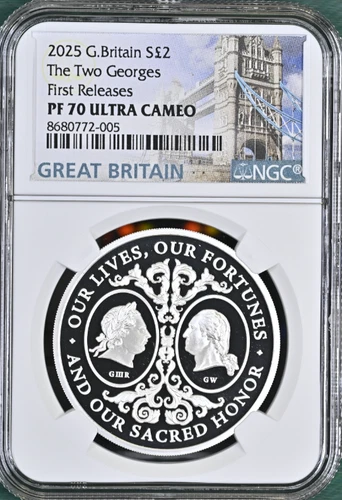 2025 G.Britain S£2
The Two Georges
First Releases
PF 70 ULTRA CAMEO
8680772-005
GREAT BRITAIN
NGC
· OUR LIVES, OUR FORTUNES ·
AND OUR SACRED HONOR
GIIIR
GW